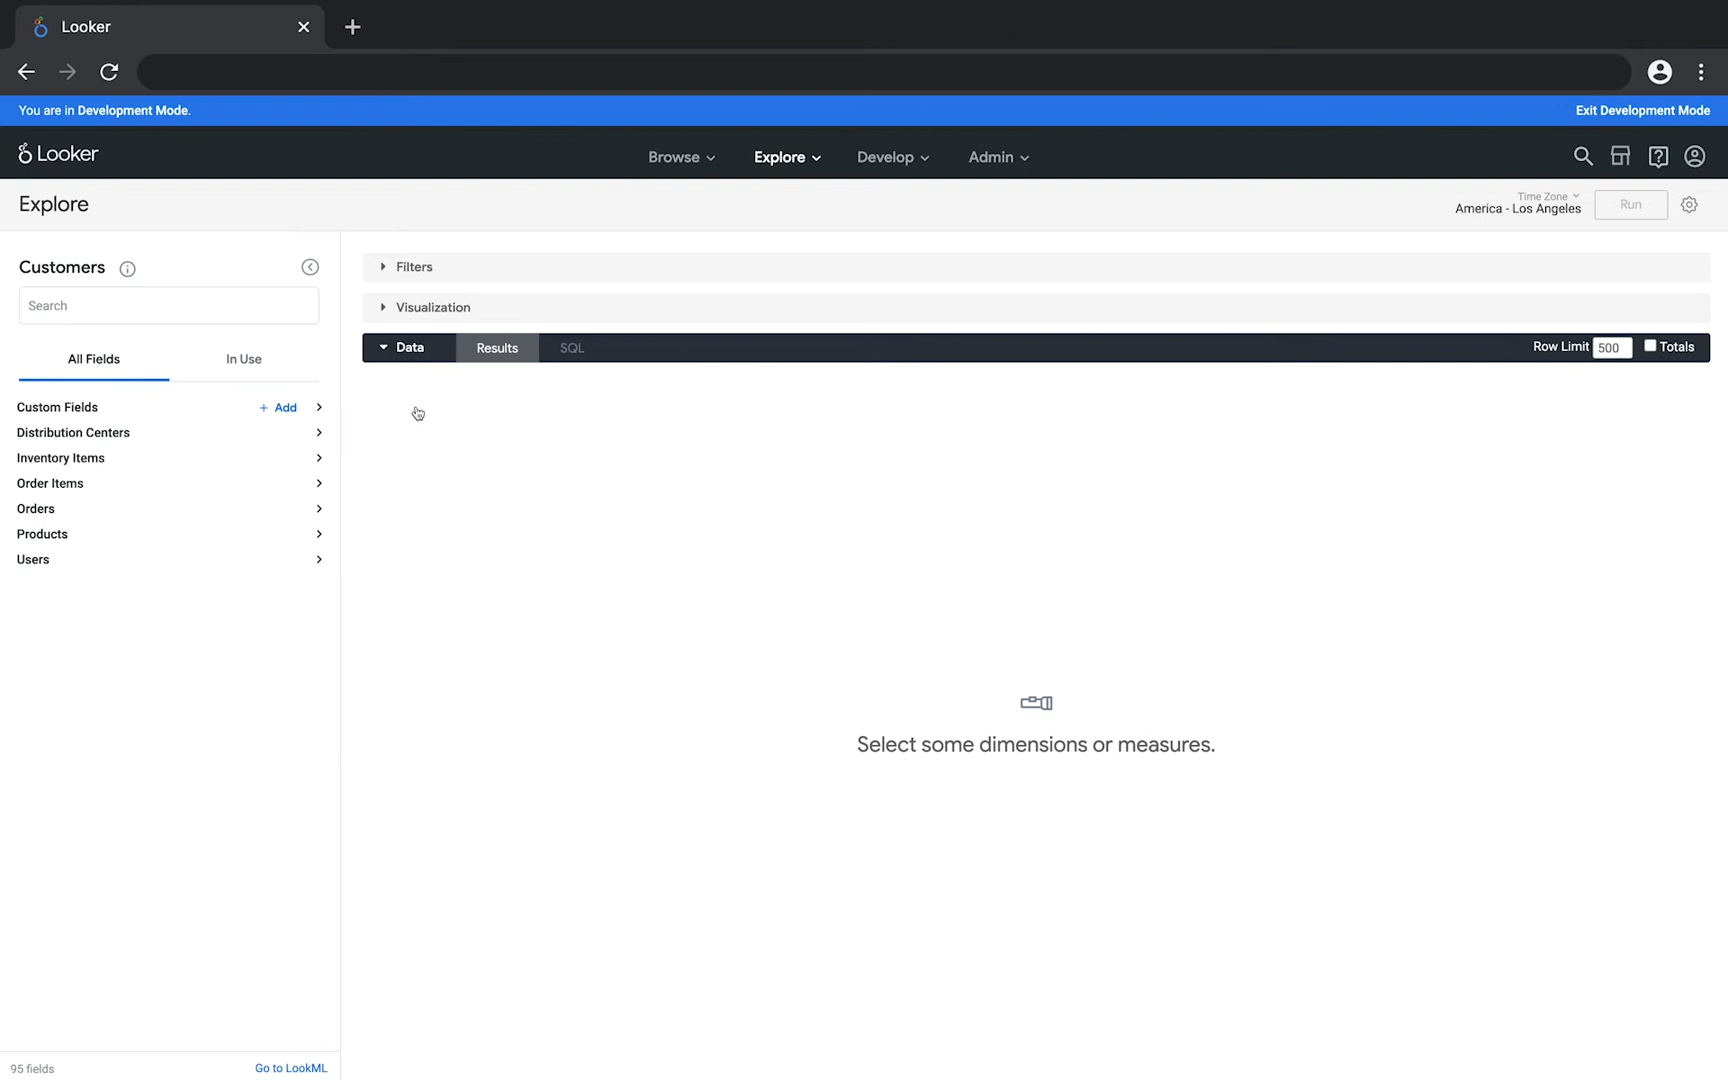 Looker
You are in Development Mode.
Exit Development Mode
Looker
Browse
Explore
Develop
Admin
Explore
Time Zone
America - Los Angeles
Run
Customers
Search
All Fields
In Use
Custom Fields
+ Add
Distribution Centers
Inventory Items
Order Items
Orders
Products
Users
Filters
Visualization
Data
Results
SQL
Row Limit 500
Totals
Select some dimensions or measures.
95 fields
Go to LookML